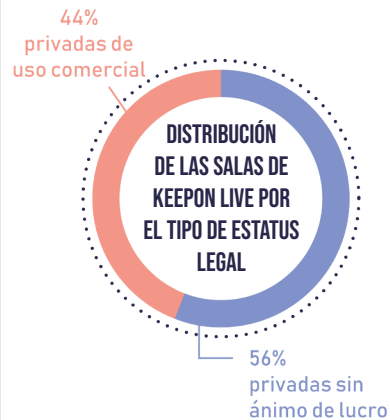 44%
privadas de
uso comercial
DISTRIBUCIÓN
DE LAS SALAS DE
KEEPON LIVE POR
EL TIPO DE ESTATUS
LEGAL
56%
privadas sin
ánimo de lucro